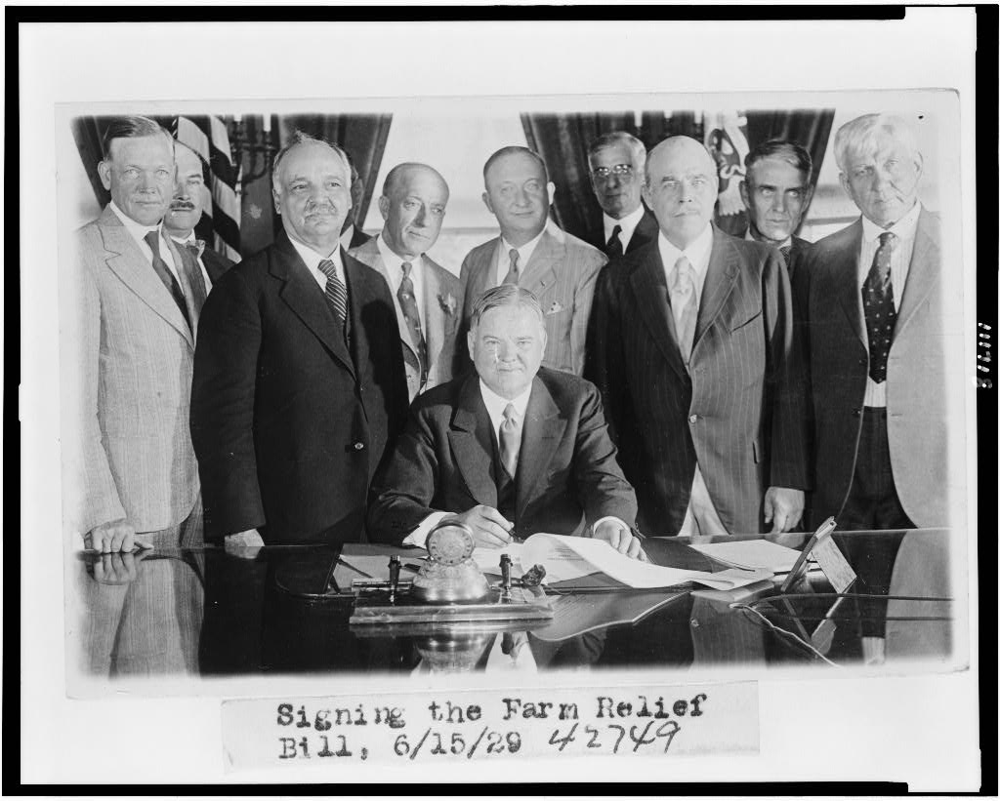 Signing the Farm Relief
Bill, 6/15/29 42749